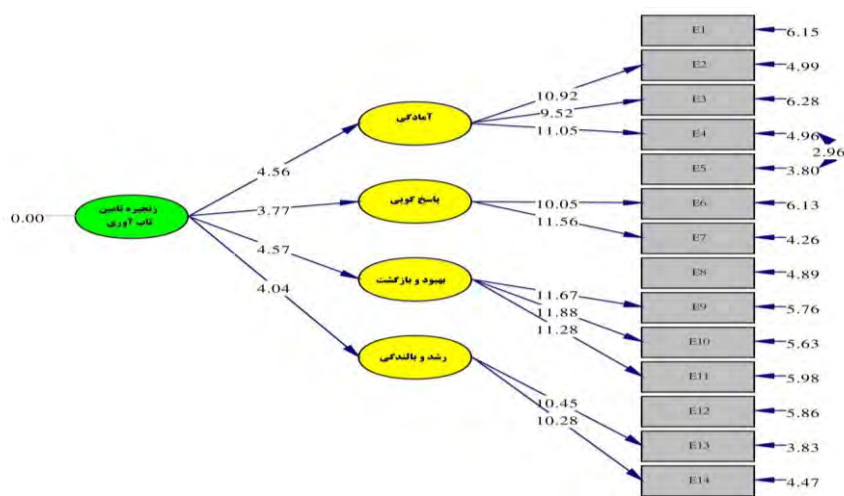 0.00
زنجیره تامین
تاب آوری
4.56
3.77
4.57
4.04
آمادگی
پاسخ گویی
بهبود و بازگشت
رشد و بالندگی
10.92
9.52
11.05
10.05
11.56
11.67
11.88
11.28
10.45
10.28
E1 6.15
E2 4.99
E3 6.28
E4 4.96
2.96
E5 3.80
E6 6.13
E7 4.26
E8 4.89
E9 5.76
E10 5.63
E11 5.98
E12 5.86
E13 3.83
E14 4.47